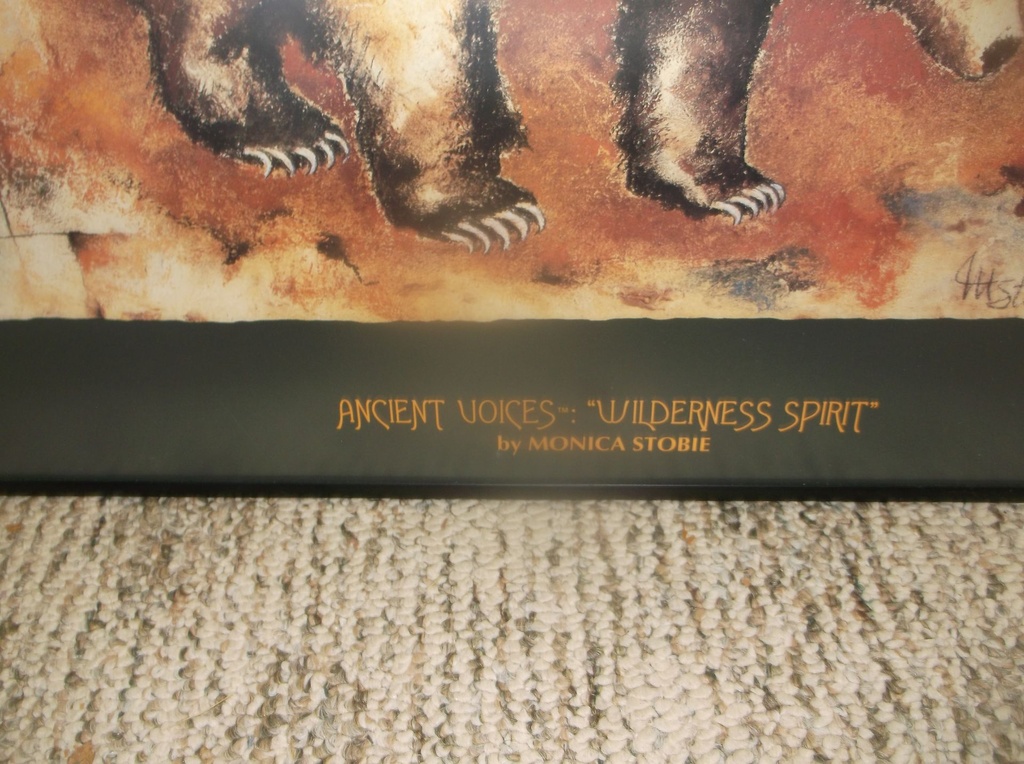 ANCIENT VOICES™: "WILDERNESS SPIRIT"
by MONICA STOBIE